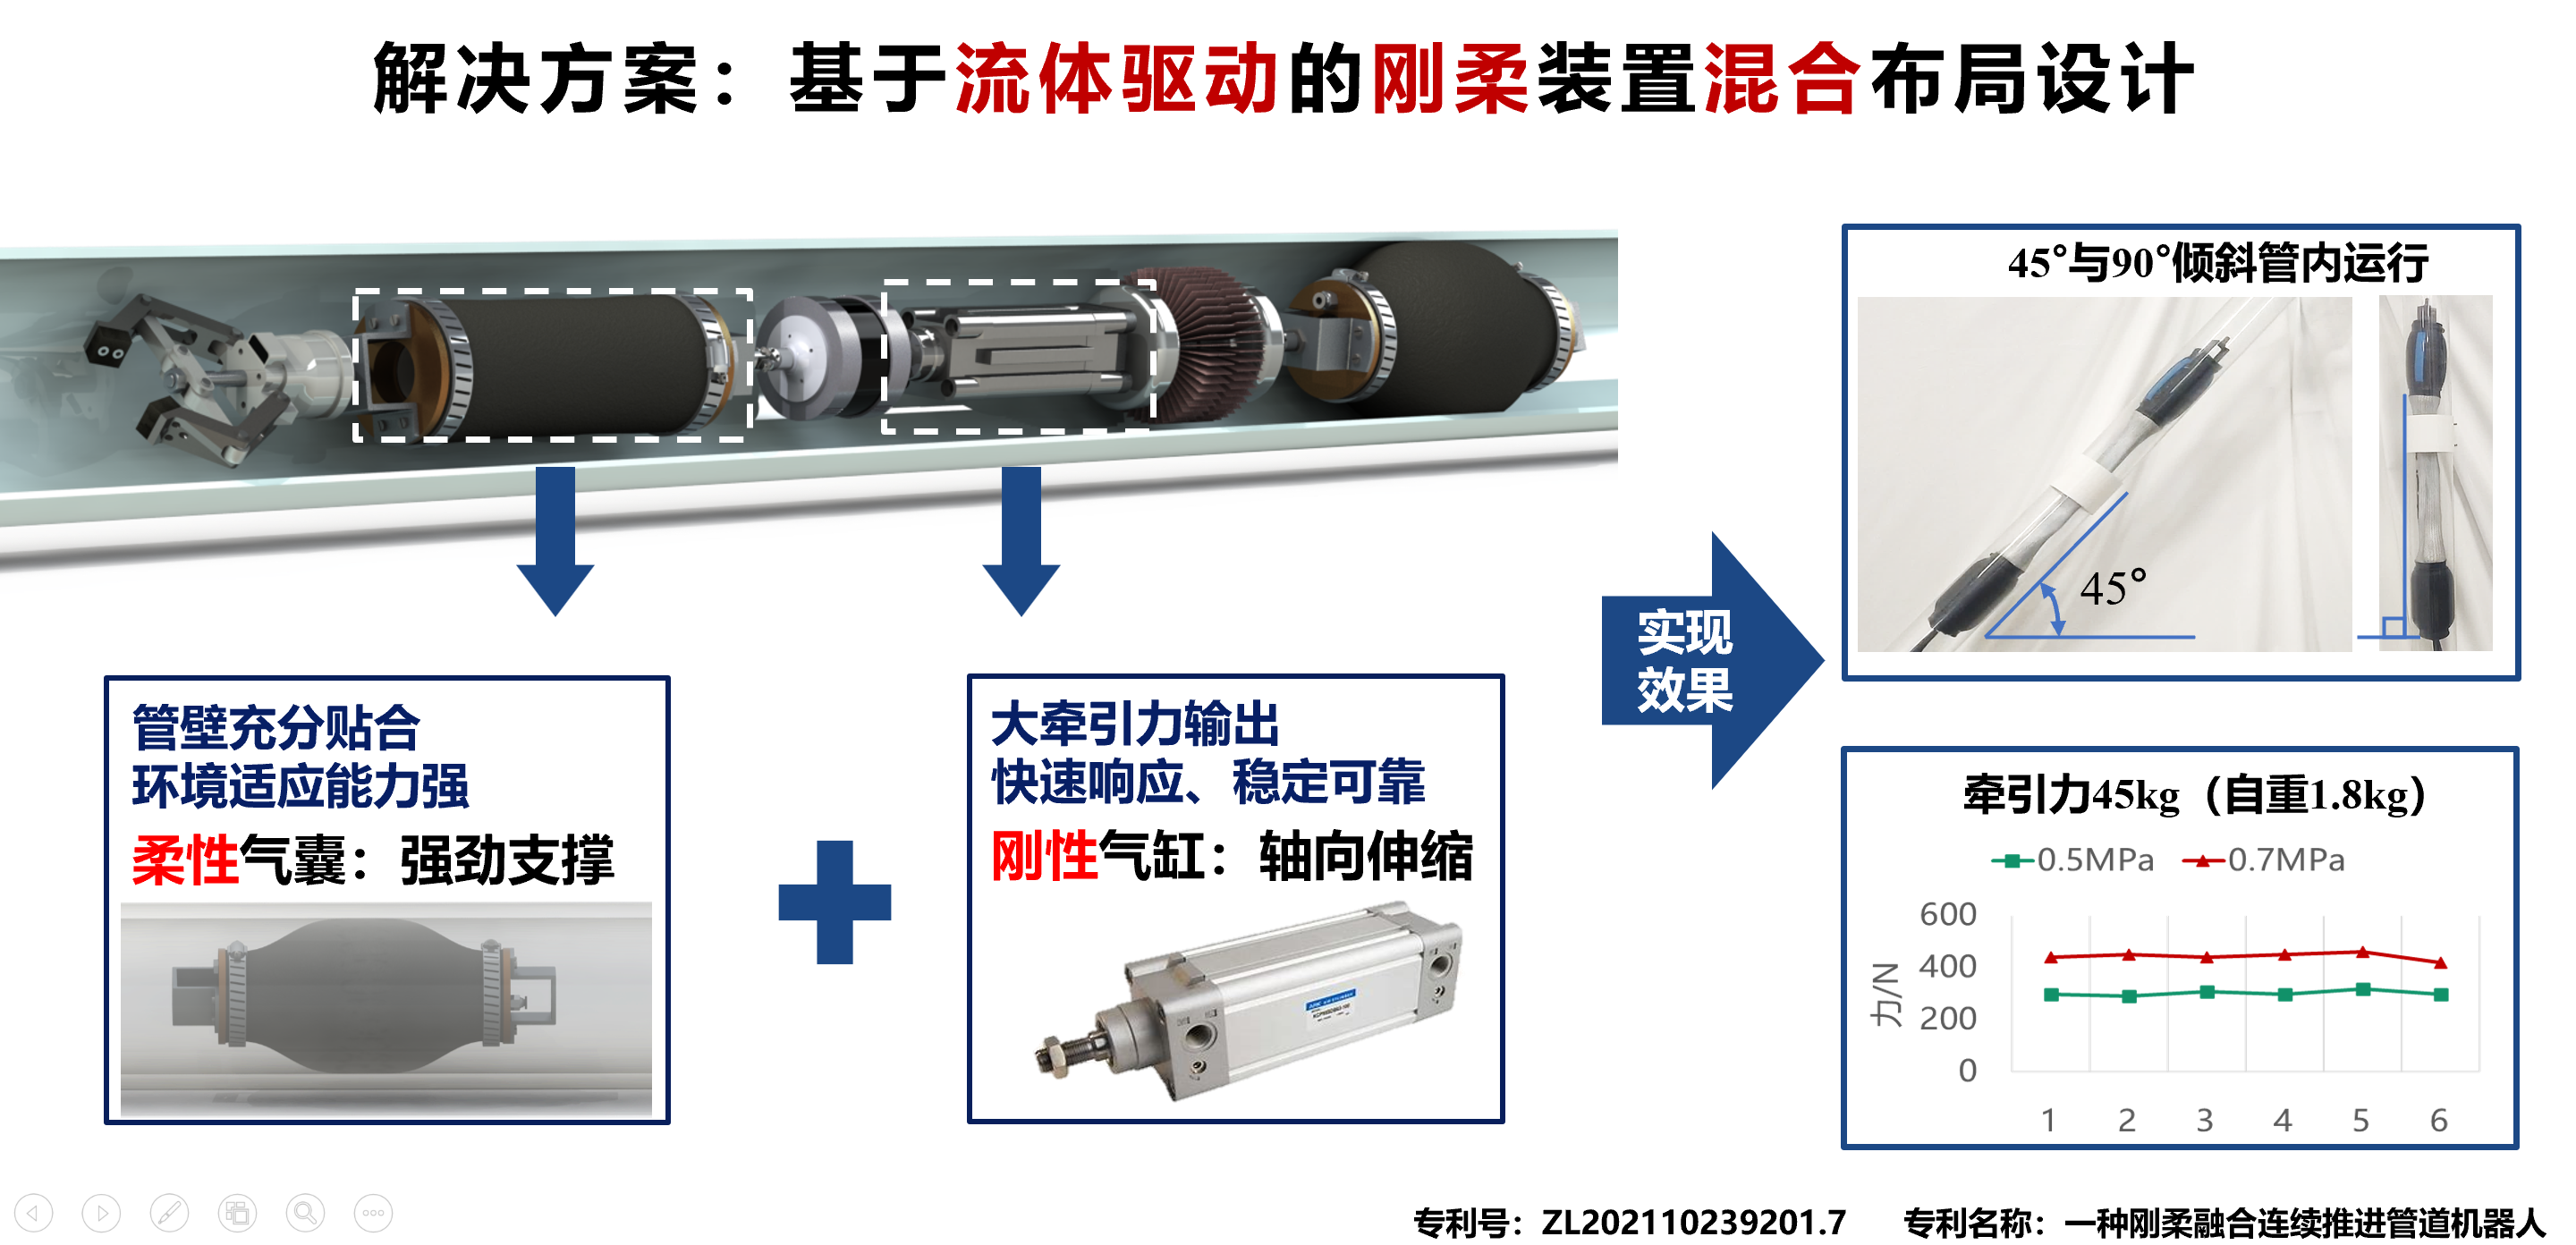 解决方案：基于流体驱动的刚柔装置混合布局设计
管壁充分贴合
环境适应能力强
柔性气囊：强劲支撑
大牵引力输出
快速响应、稳定可靠
刚性气缸：轴向伸缩
实现
效果
45°与90°倾斜管内运行
45°
牵引力45kg（自重1.8kg）
0.5MPa 0.7MPa
力/N
600
400
200
0
1 2 3 4 5 6
专利号：ZL202110239201.7 专利名称：一种刚柔融合连续推进管道机器人